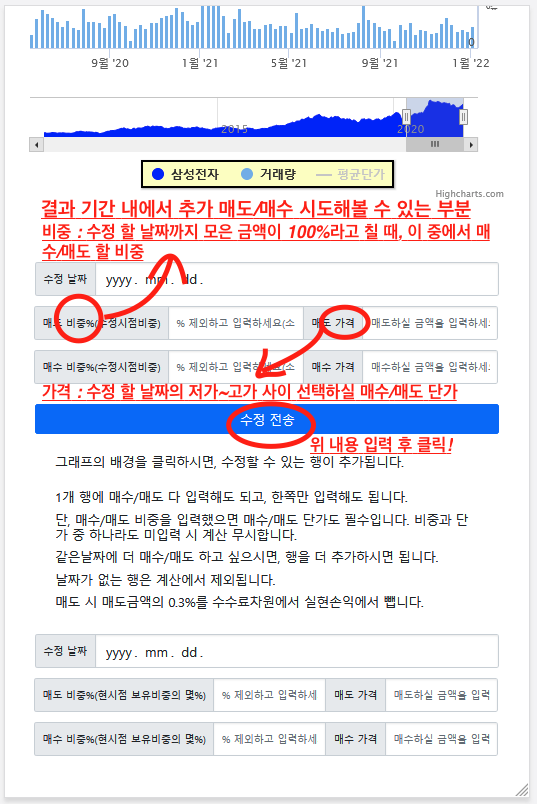 0
9월 '20
1월 '21
5월 '21
9월 '21
1월 '22
2015
2020
삼성전자
거래량
평균단가
Highcharts.com
결과 기간 내에서 추가 매도/매수 시도해볼 수 있는 부분
비중 : 수정 할 날짜까지 모은 금액이 100%라고 칠 때, 이 중에서 매
수/매도 할 비중
수정 날짜 yyyy. mm. dd.
매도 비중%(수정시점비중) % 제외하고 입력하세요(소 매도 가격 매도하실 금액을 입력하세.
매수 비중%(수정시점비중) % 제외하고 입력하세요(소 매수 가격 매수하실 금액을 입력하세.
가격 : 수정 할 날짜의 저가~고가 사이 선택하실 매수/매도 단가
수정 전송
위 내용 입력 후 클릭!
그래프의 배경을 클릭하시면, 수정할 수 있는 행이 추가됩니다.
1개 행에 매수/매도 다 입력해도 되고, 한쪽만 입력해도 됩니다.
단, 매수/매도 비중을 입력했으면 매수/매도 단가도 필수입니다. 비중과 단
가 중 하나라도 미입력 시 계산 무시합니다.
같은날짜에 더 매수/매도 하고 싶으시면, 행을 더 추가하시면 됩니다.
날짜가 없는 행은 계산에서 제외됩니다.
매도 시 매도금액의 0.3%를 수수료차원에서 실현손익에서 뺍니다.
수정 날짜 yyyy. mm. dd.
매도 비중%(현시점 보유비중의 몇%) % 제외하고 입력하세 매도 가격 매도하실 금액을 입력
매수 비중%(현시점 보유비중의 몇%) % 제외하고 입력하세 매수 가격 매수하실 금액을 입력